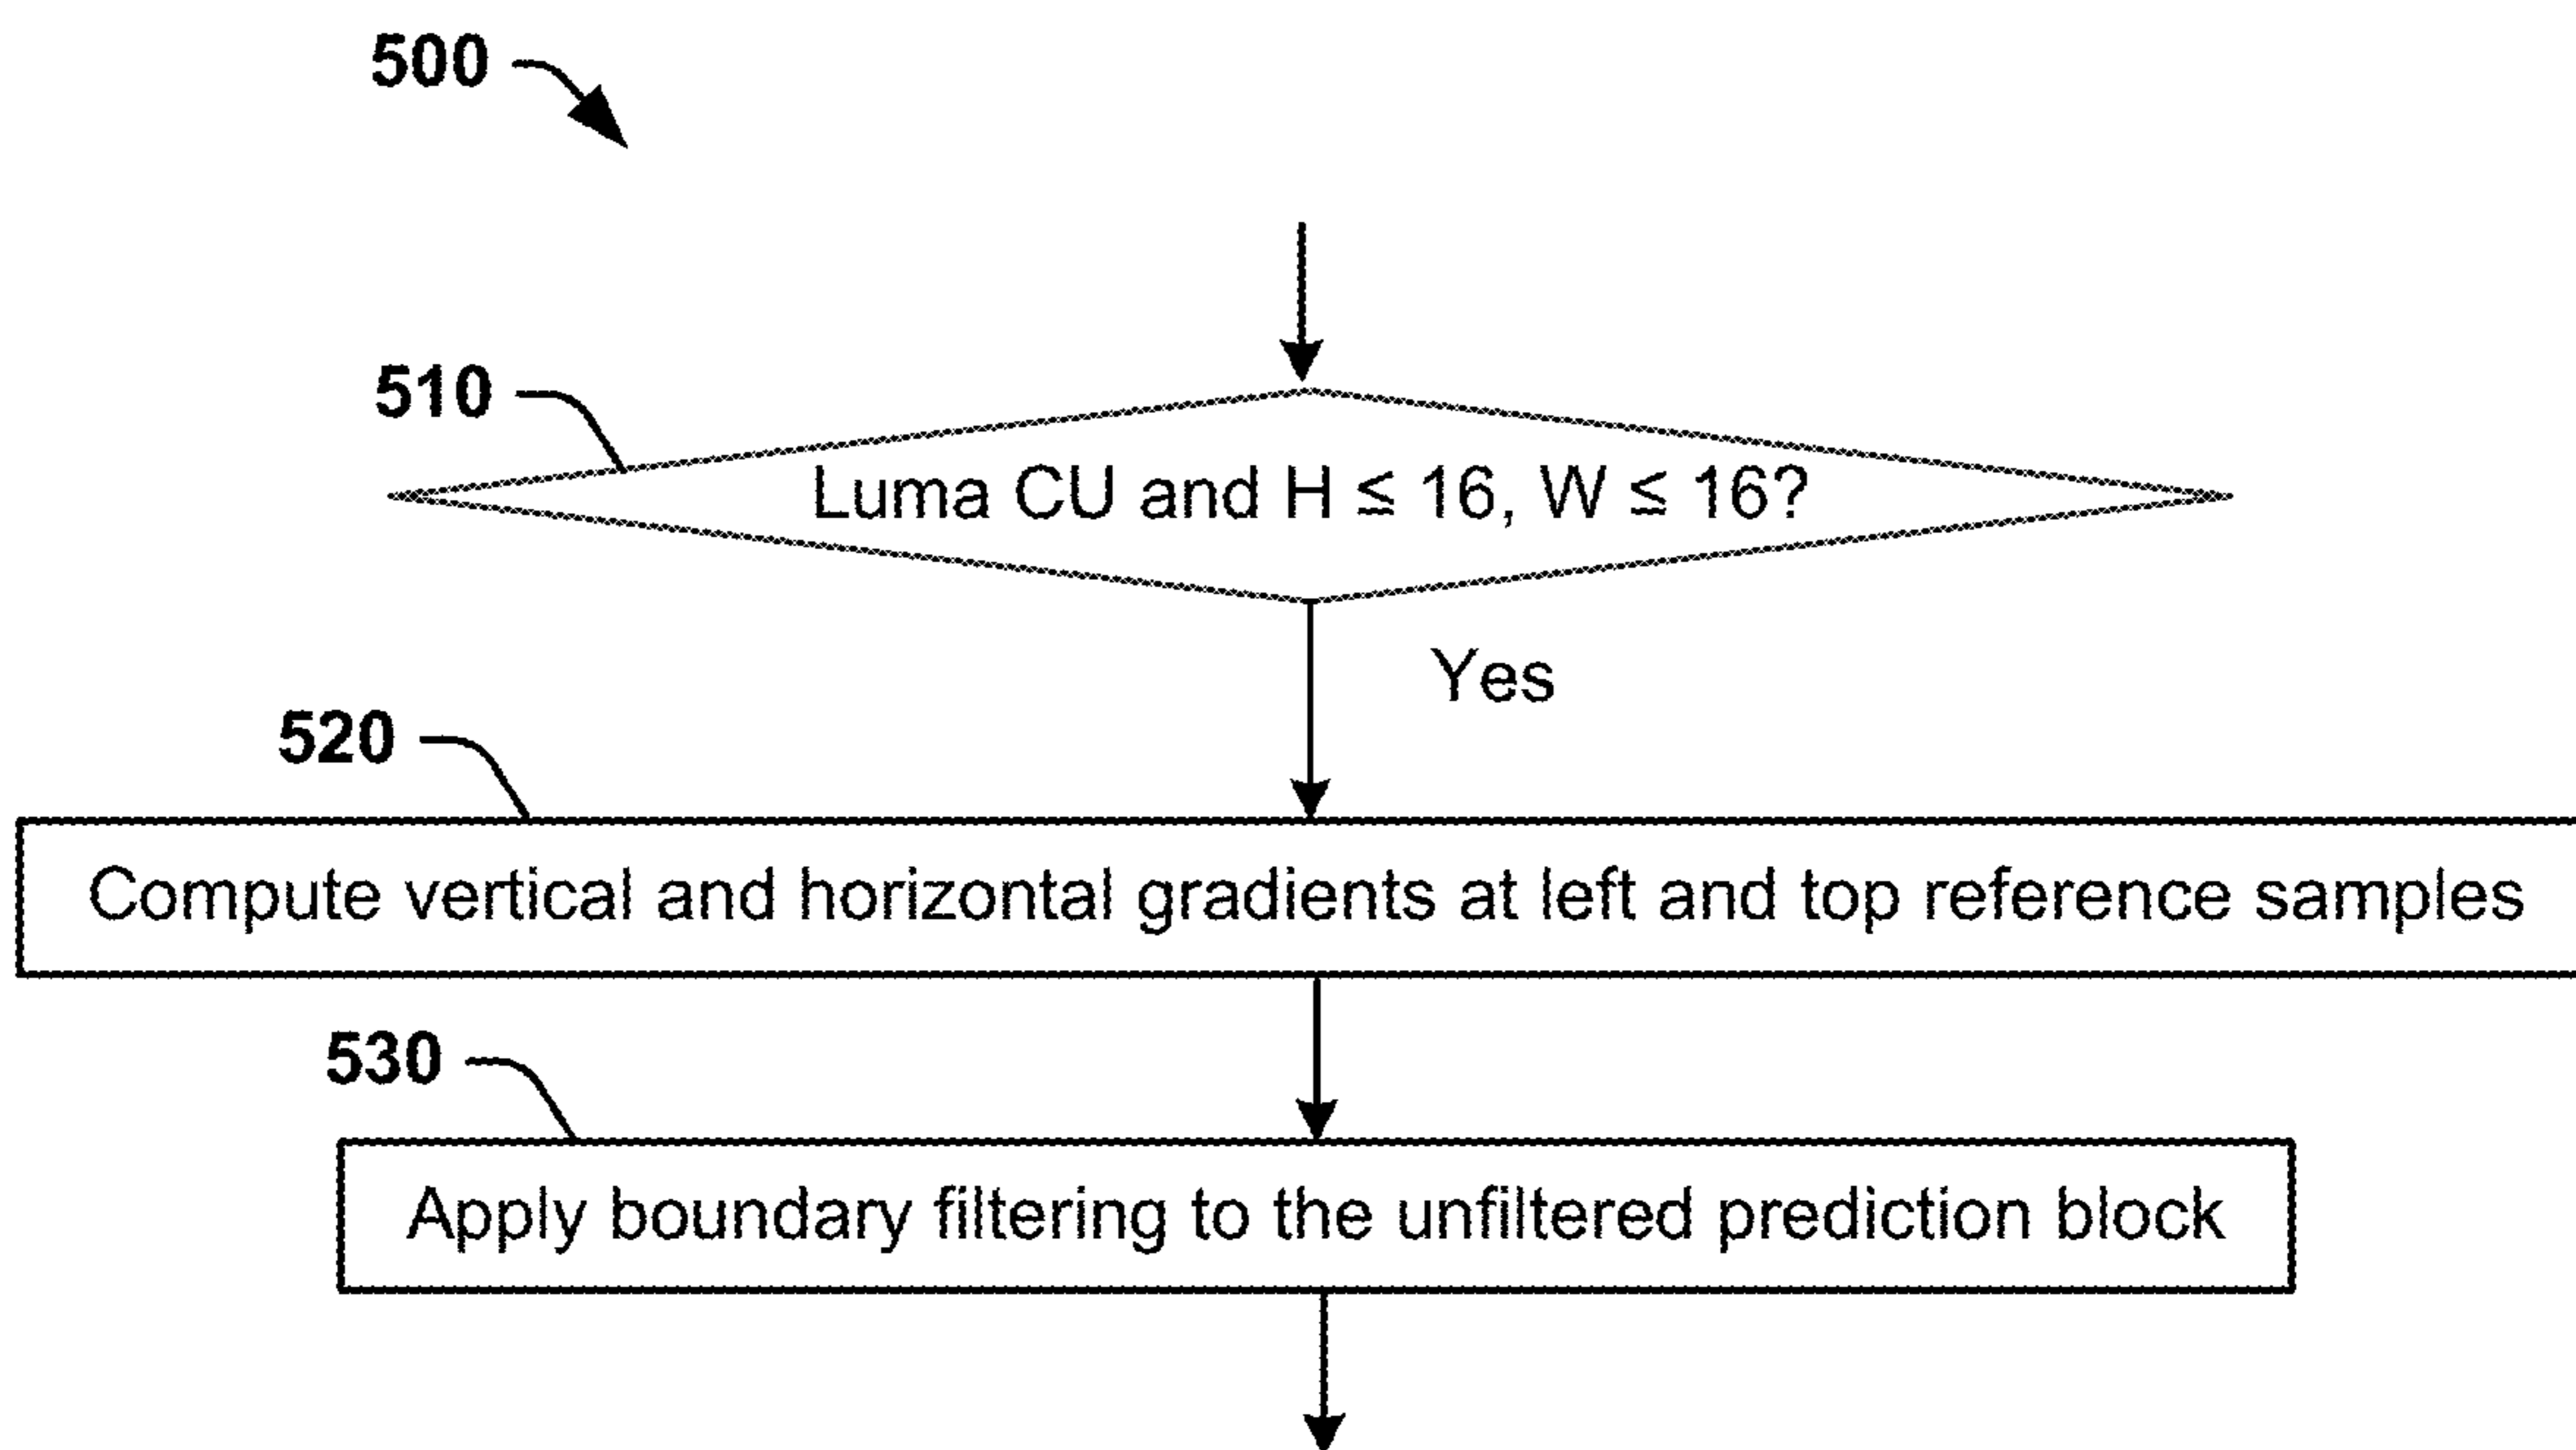 500
510
Luma CU and H ≦ 16, W ≦ 16?
Yes
520
Compute vertical and horizontal gradients at left and top reference samples
530
Apply boundary filtering to the unfiltered prediction block